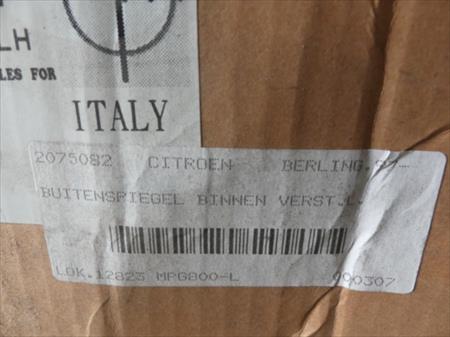 LH
LES FOR
ITALY
2075082 CITROEN BERLING.97-
BUITENSPIEGEL BINNEN VERST.L.
LOK.12823 MPG800-L 000307